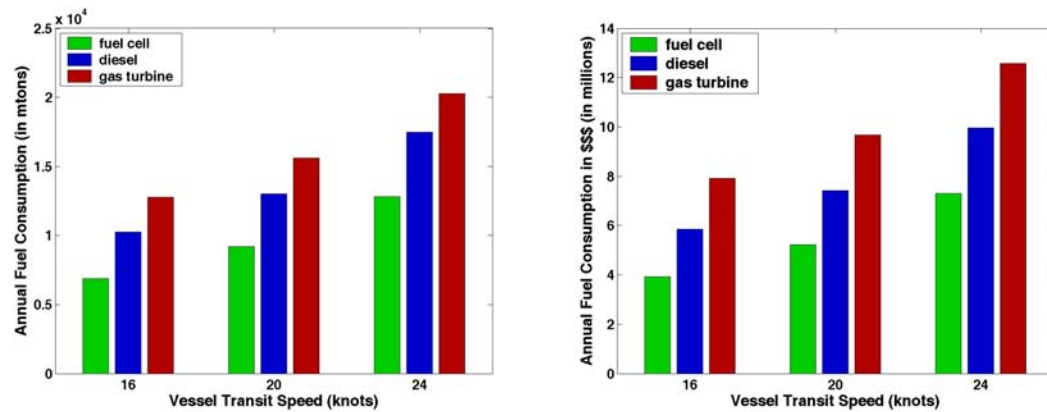 x 10⁴
2.5
2
1.5
1
0.5
0
fuel cell
diesel
gas turbine
Annual Fuel Consumption (in mtons)
16
20
24
Vessel Transit Speed (knots)
14
12
10
8
6
4
2
0
fuel cell
diesel
gas turbine
Annual Fuel Consumption in $$$ (in millions)
16
20
24
Vessel Transit Speed (knots)